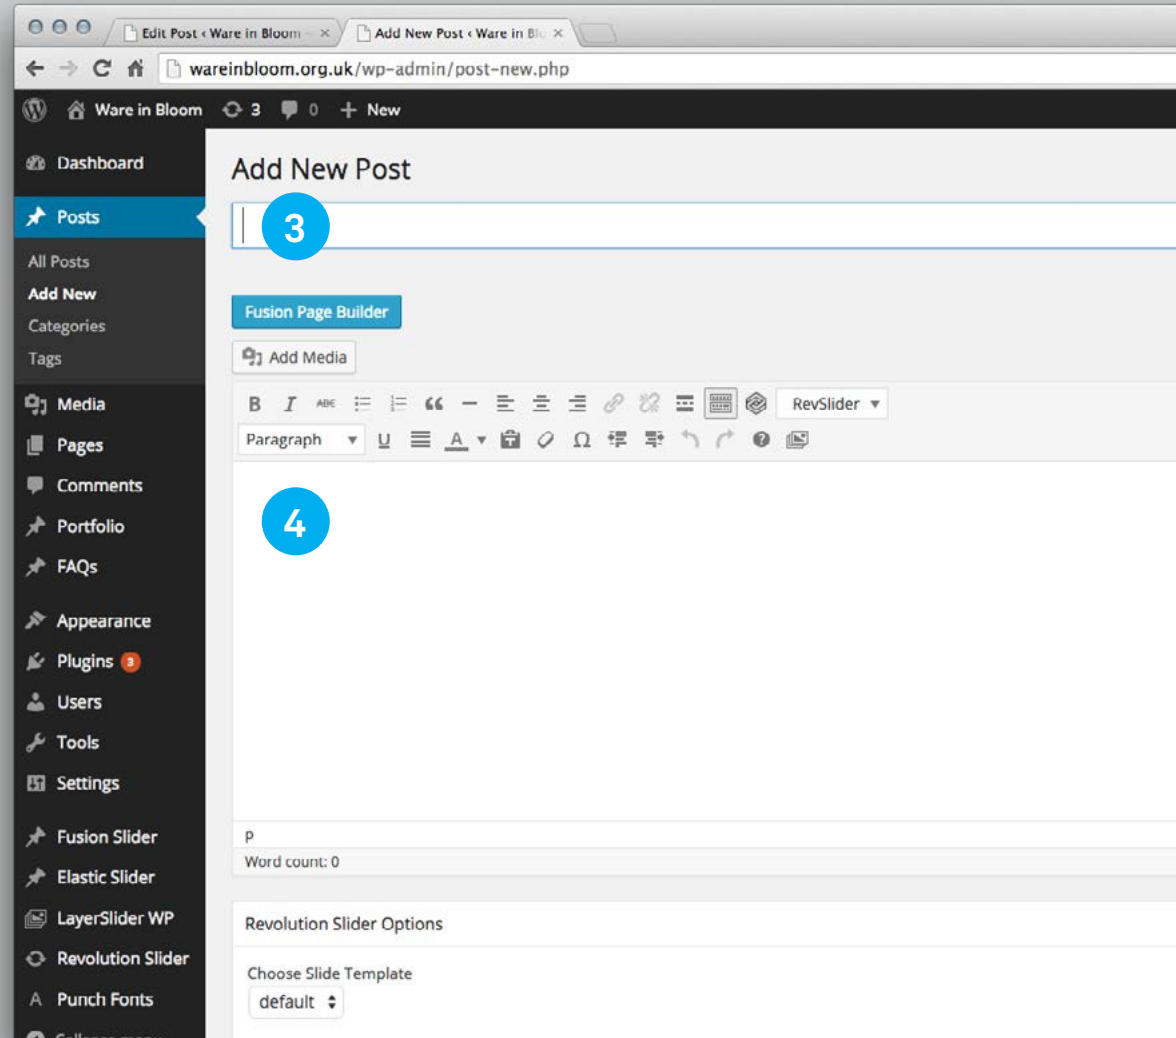 Edit Post ‹ Ware in Bloom –
Add New Post ‹ Ware in Blo
wareinbloom.org.uk/wp-admin/post-new.php
Ware in Bloom 3 0 + New
Dashboard
Posts
All Posts
Add New
Categories
Tags
Media
Pages
Comments
Portfolio
FAQs
Appearance
Plugins 3
Users
Tools
Settings
Fusion Slider
Elastic Slider
LayerSlider WP
Revolution Slider
A Punch Fonts
Add New Post
3
Fusion Page Builder
Add Media
B I ABE RevSlider
Paragraph U A Ω
4
p
Word count: 0
Revolution Slider Options
Choose Slide Template
default